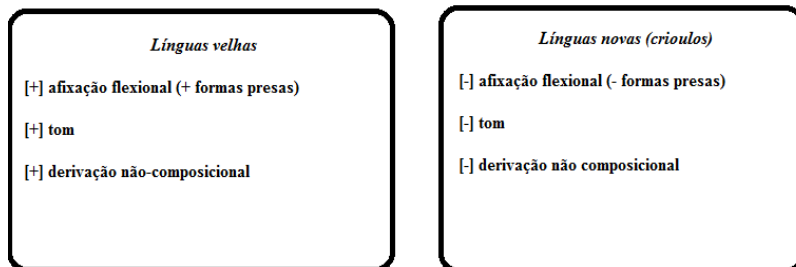 Línguas velhas
[+] afixação flexional (+ formas presas)
[+] tom
[+] derivação não-composicional
Línguas novas (crioulos)
[-] afixação flexional (- formas presas)
[-] tom
[-] derivação não composicional